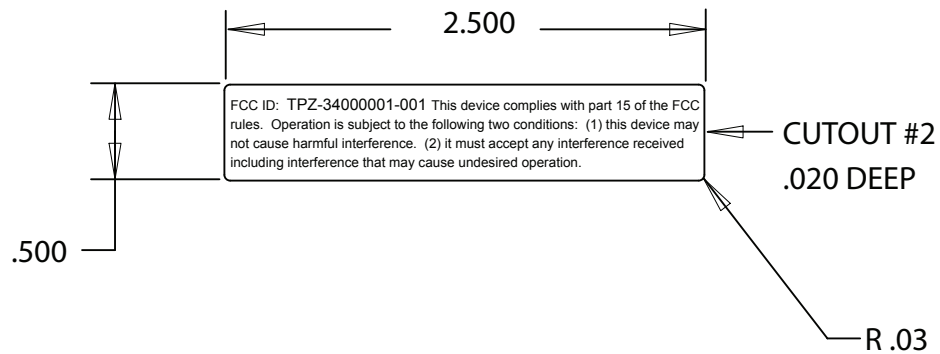 2.500
FCC ID: TPZ-34000001-001 This device complies with part 15 of the FCC
rules. Operation is subject to the following two conditions: (1) this device may
not cause harmful interference. (2) it must accept any interference received
including interference that may cause undesired operation.
CUTOUT #2
.020 DEEP
.500
R .03